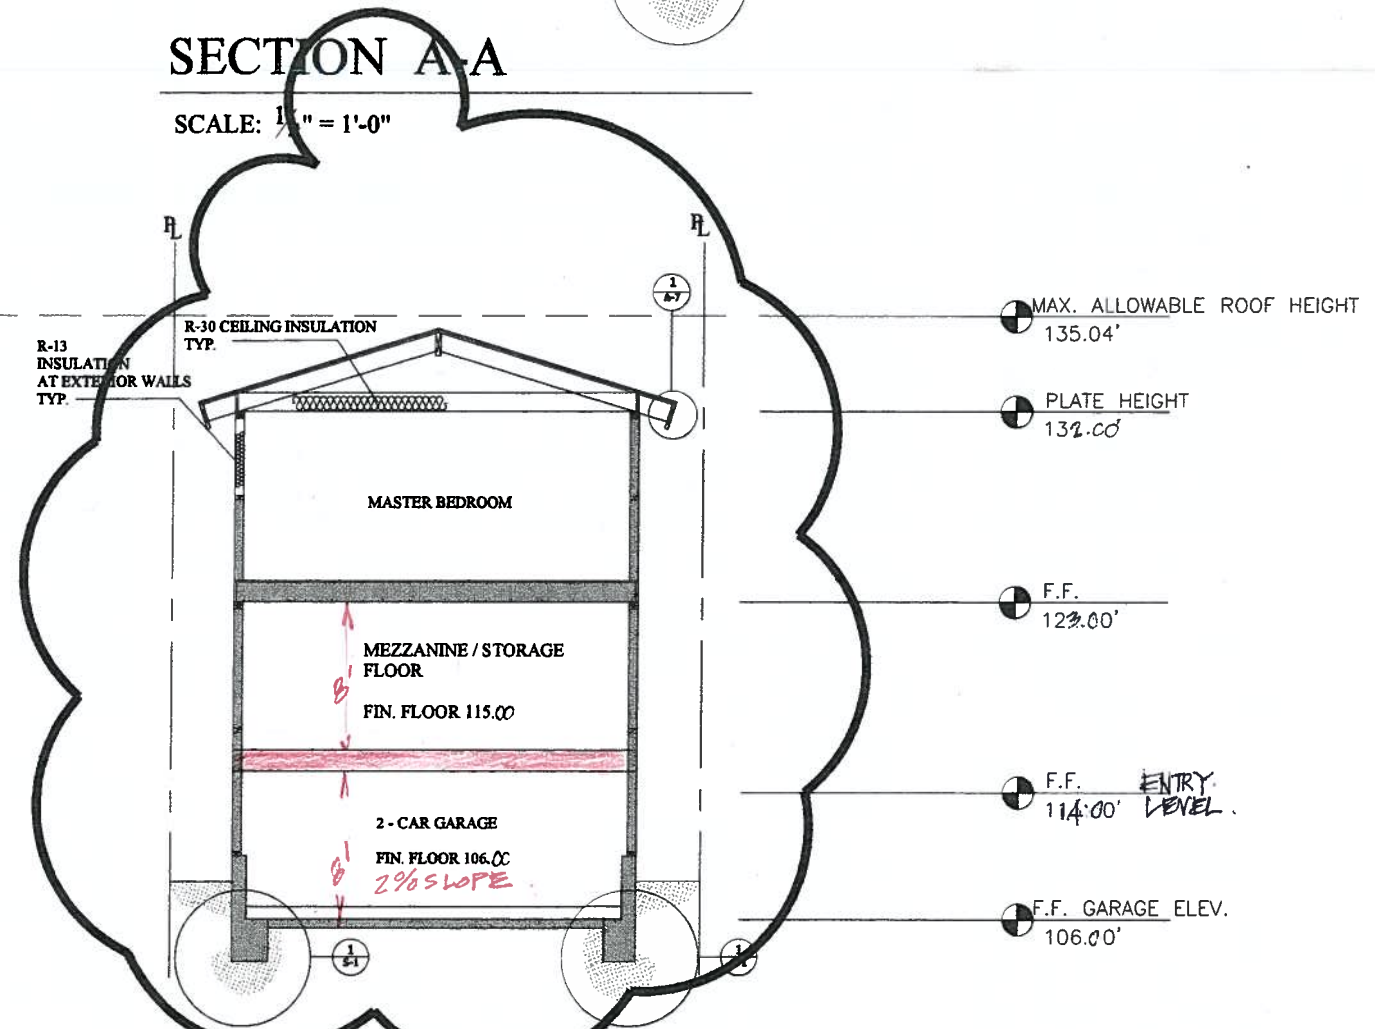 SECTION A-A
SCALE: " = 1'-0"
PL
PL
1
A-7
MAX. ALLOWABLE ROOF HEIGHT
135.04'
R-30 CEILING INSULATION
TYP.
R-13
INSULATION
AT EXTERIOR WALLS
TYP.
PLATE HEIGHT
132.00'
MASTER BEDROOM
F.F.
123.00'
MEZZANINE / STORAGE
FLOOR
8'
FIN. FLOOR 115.00
F.F. ENTRY
114.00' LEVEL.
2 - CAR GARAGE
8'
FIN. FLOOR 106.00
2% SLOPE
F.F. GARAGE ELEV.
106.00'
1
S-1
1